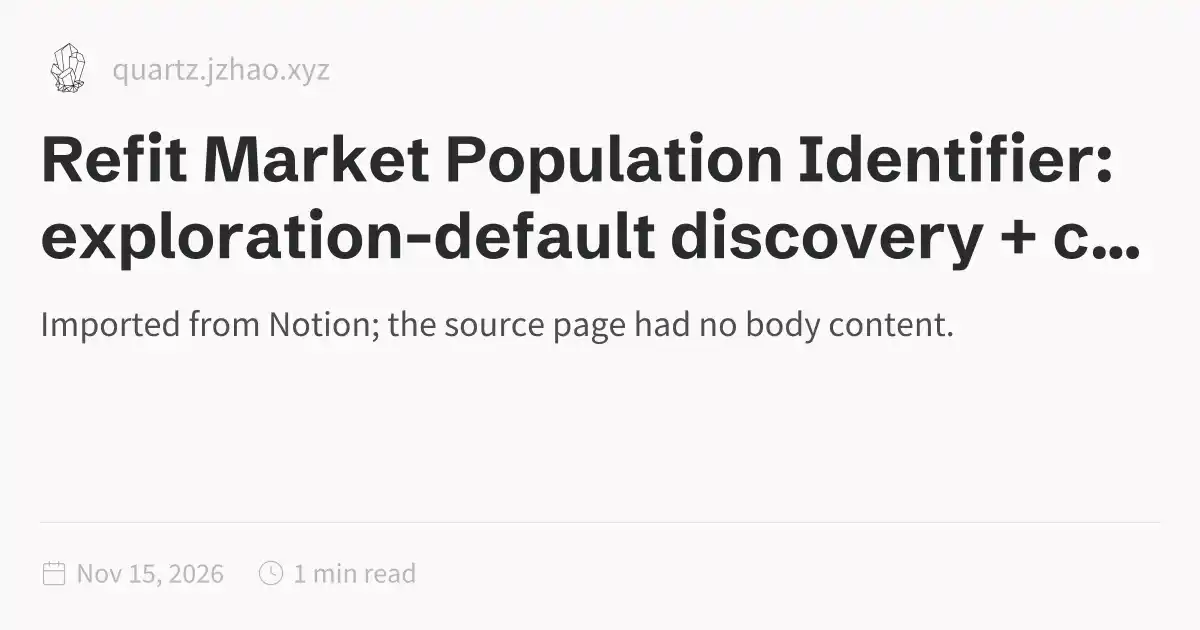 quartz.jzhao.xyz
Refit Market Population Identifier:
exploration-default discovery + c...
Imported from Notion; the source page had no body content.
Nov 15, 2026 1 min read